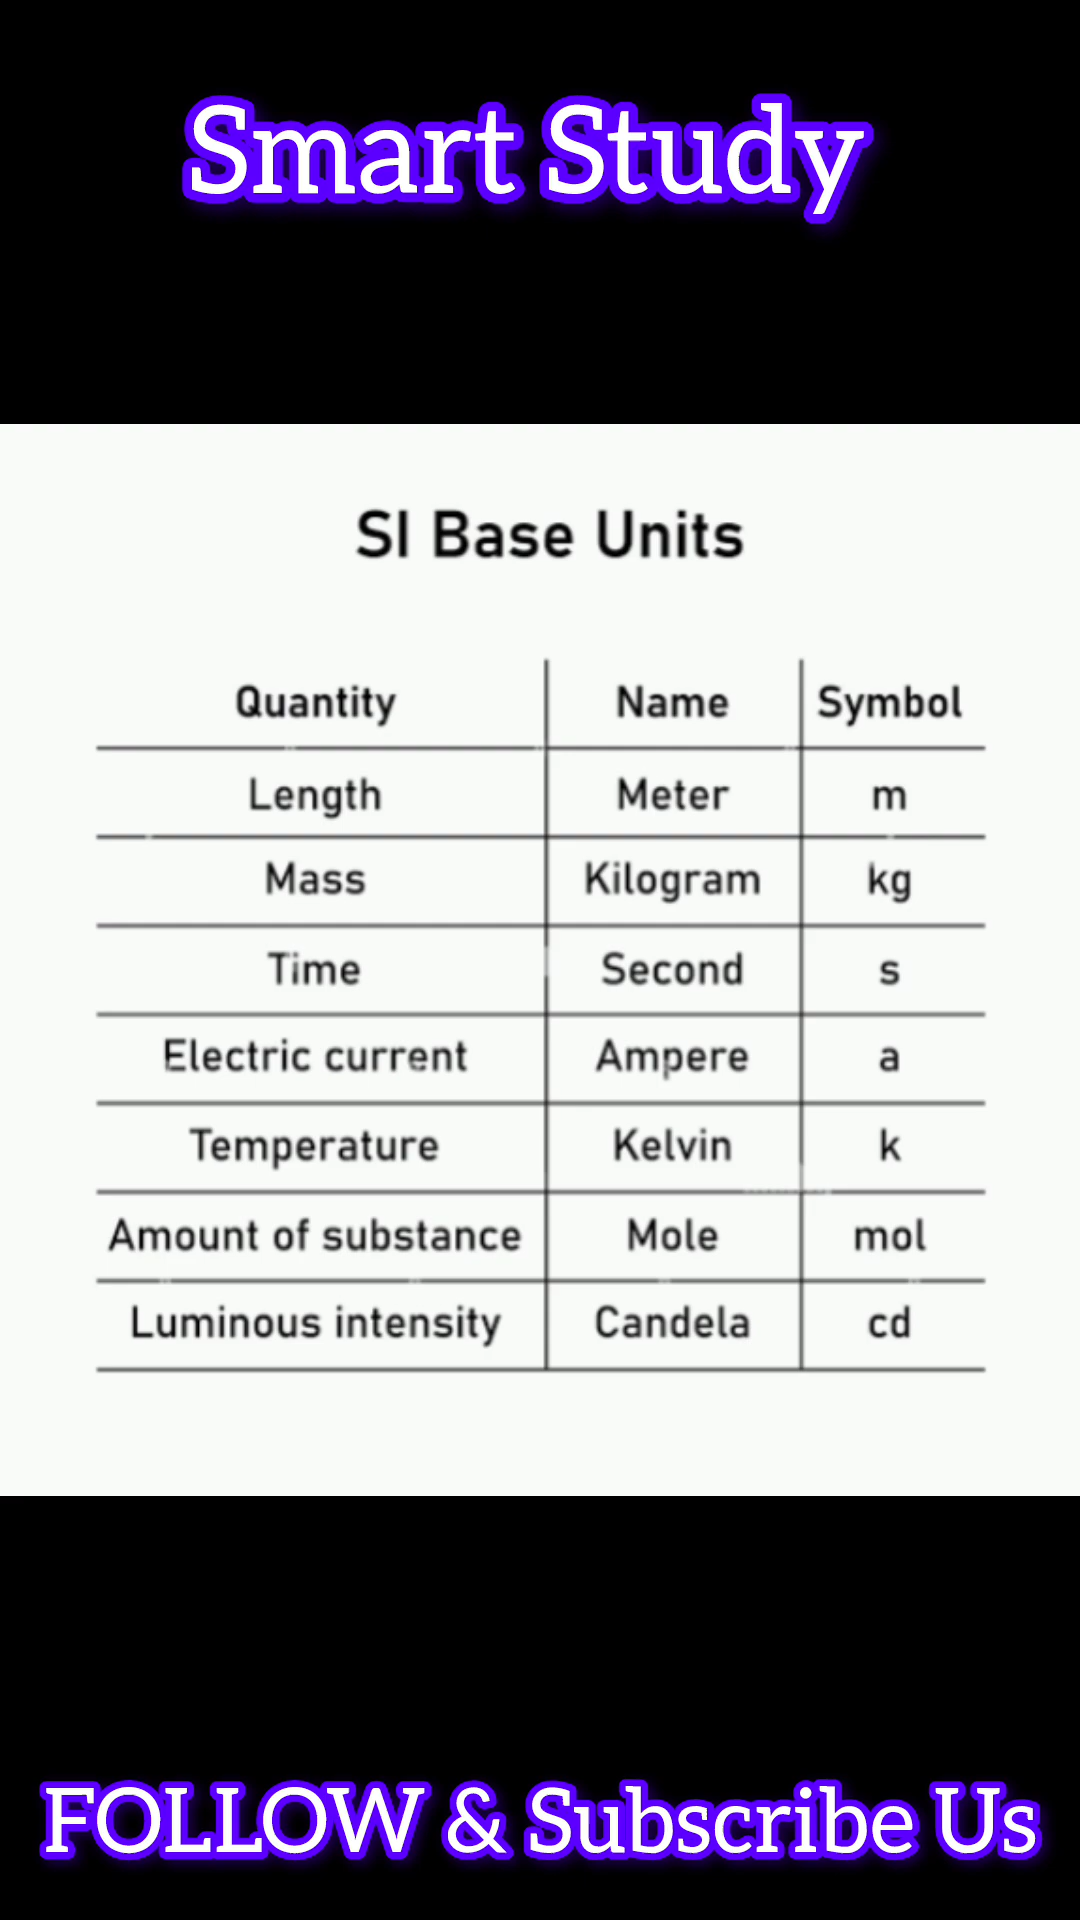 Smart Study
SI Base Units
Quantity Name Symbol
Length Meter m
Mass Kilogram kg
Time Second s
Electric current Ampere a
Temperature Kelvin k
Amount of substance Mole mol
Luminous intensity Candela cd
FOLLOW & Subscribe Us